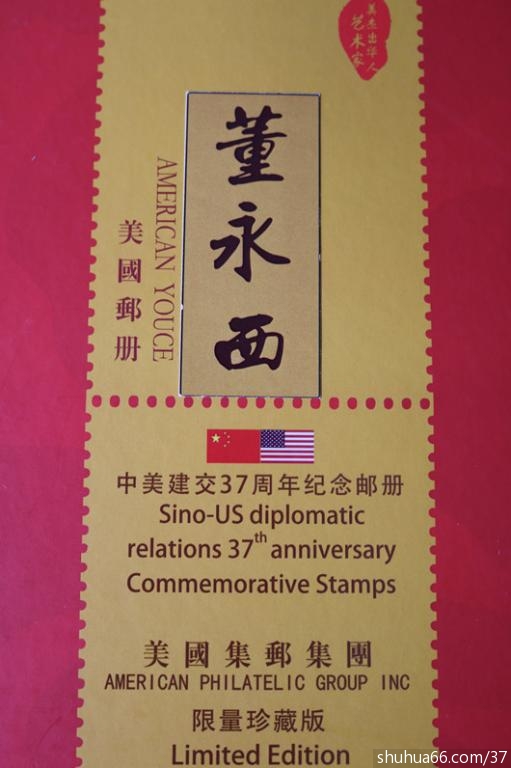 美杰出华人
艺术家
董永西
AMERICAN YOUCE
美國郵册
中美建交37周年纪念邮册
Sino-US diplomatic
relations 37th anniversary
Commemorative Stamps
美國集郵集團
AMERICAN PHILATELIC GROUP INC
限量珍藏版
Limited Edition
shuhua66.com/37